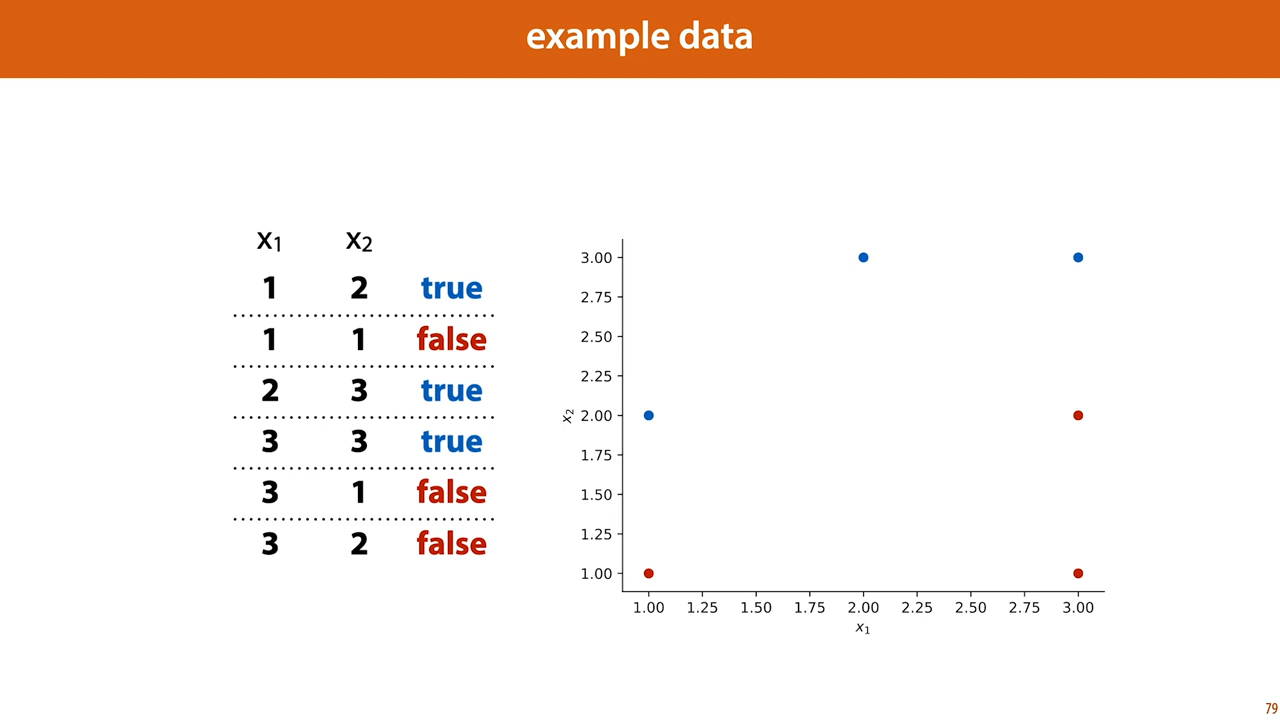 example data
x1 x2
1 2 true
1 1 false
2 3 true
3 3 true
3 1 false
3 2 false
3.00
2.75
2.50
2.25
2.00
1.75
1.50
1.25
1.00
x2
1.00 1.25 1.50 1.75 2.00 2.25 2.50 2.75 3.00
x1
79